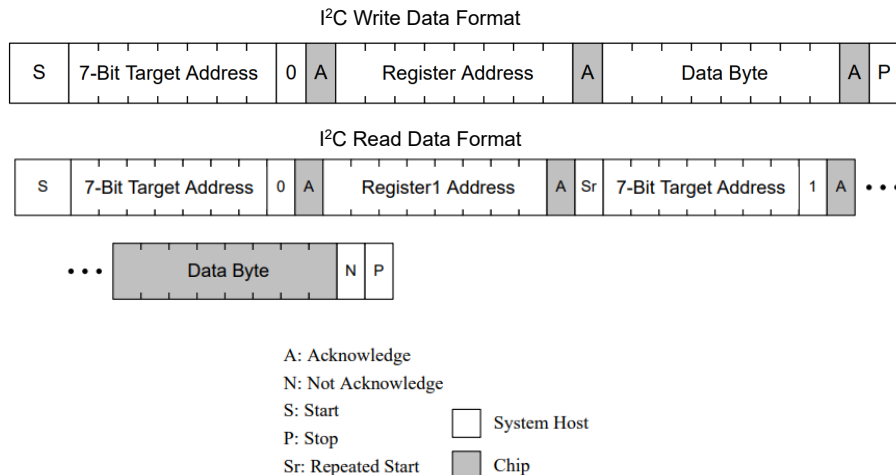 I²C Write Data Format
S 7-Bit Target Address 0 A Register Address A Data Byte A P
I²C Read Data Format
S 7-Bit Target Address 0 A Register1 Address A Sr 7-Bit Target Address 1 A •••
••• Data Byte N P
A: Acknowledge
N: Not Acknowledge
S: Start
P: Stop
Sr: Repeated Start
System Host
Chip